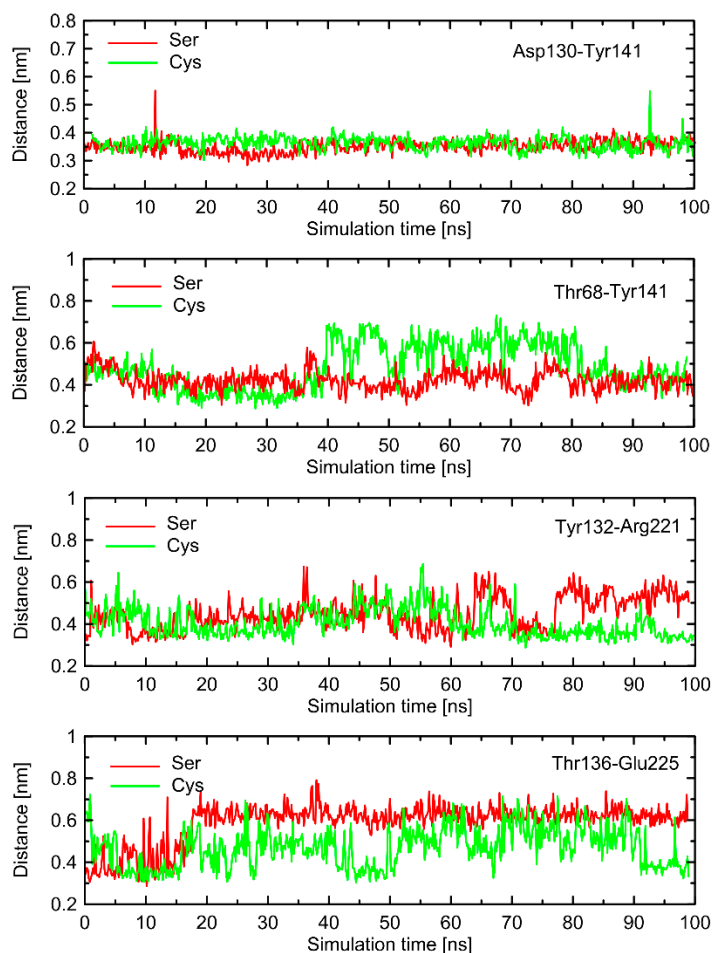 0.8
0.7
0.6
0.5
0.4
0.3
0.2
Distance [nm]
Ser
Cys
Asp130-Tyr141
0 10 20 30 40 50 60 70 80 90 100
Simulation time [ns]
1
0.8
0.6
0.4
0.2
Distance [nm]
Ser
Cys
Thr68-Tyr141
0 10 20 30 40 50 60 70 80 90 100
Simulation time [ns]
1
0.8
0.6
0.4
0.2
Distance [nm]
Ser
Cys
Tyr132-Arg221
0 10 20 30 40 50 60 70 80 90 100
Simulation time [ns]
1
0.8
0.6
0.4
0.2
Distance [nm]
Ser
Cys
Thr136-Glu225
0 10 20 30 40 50 60 70 80 90 100
Simulation time [ns]